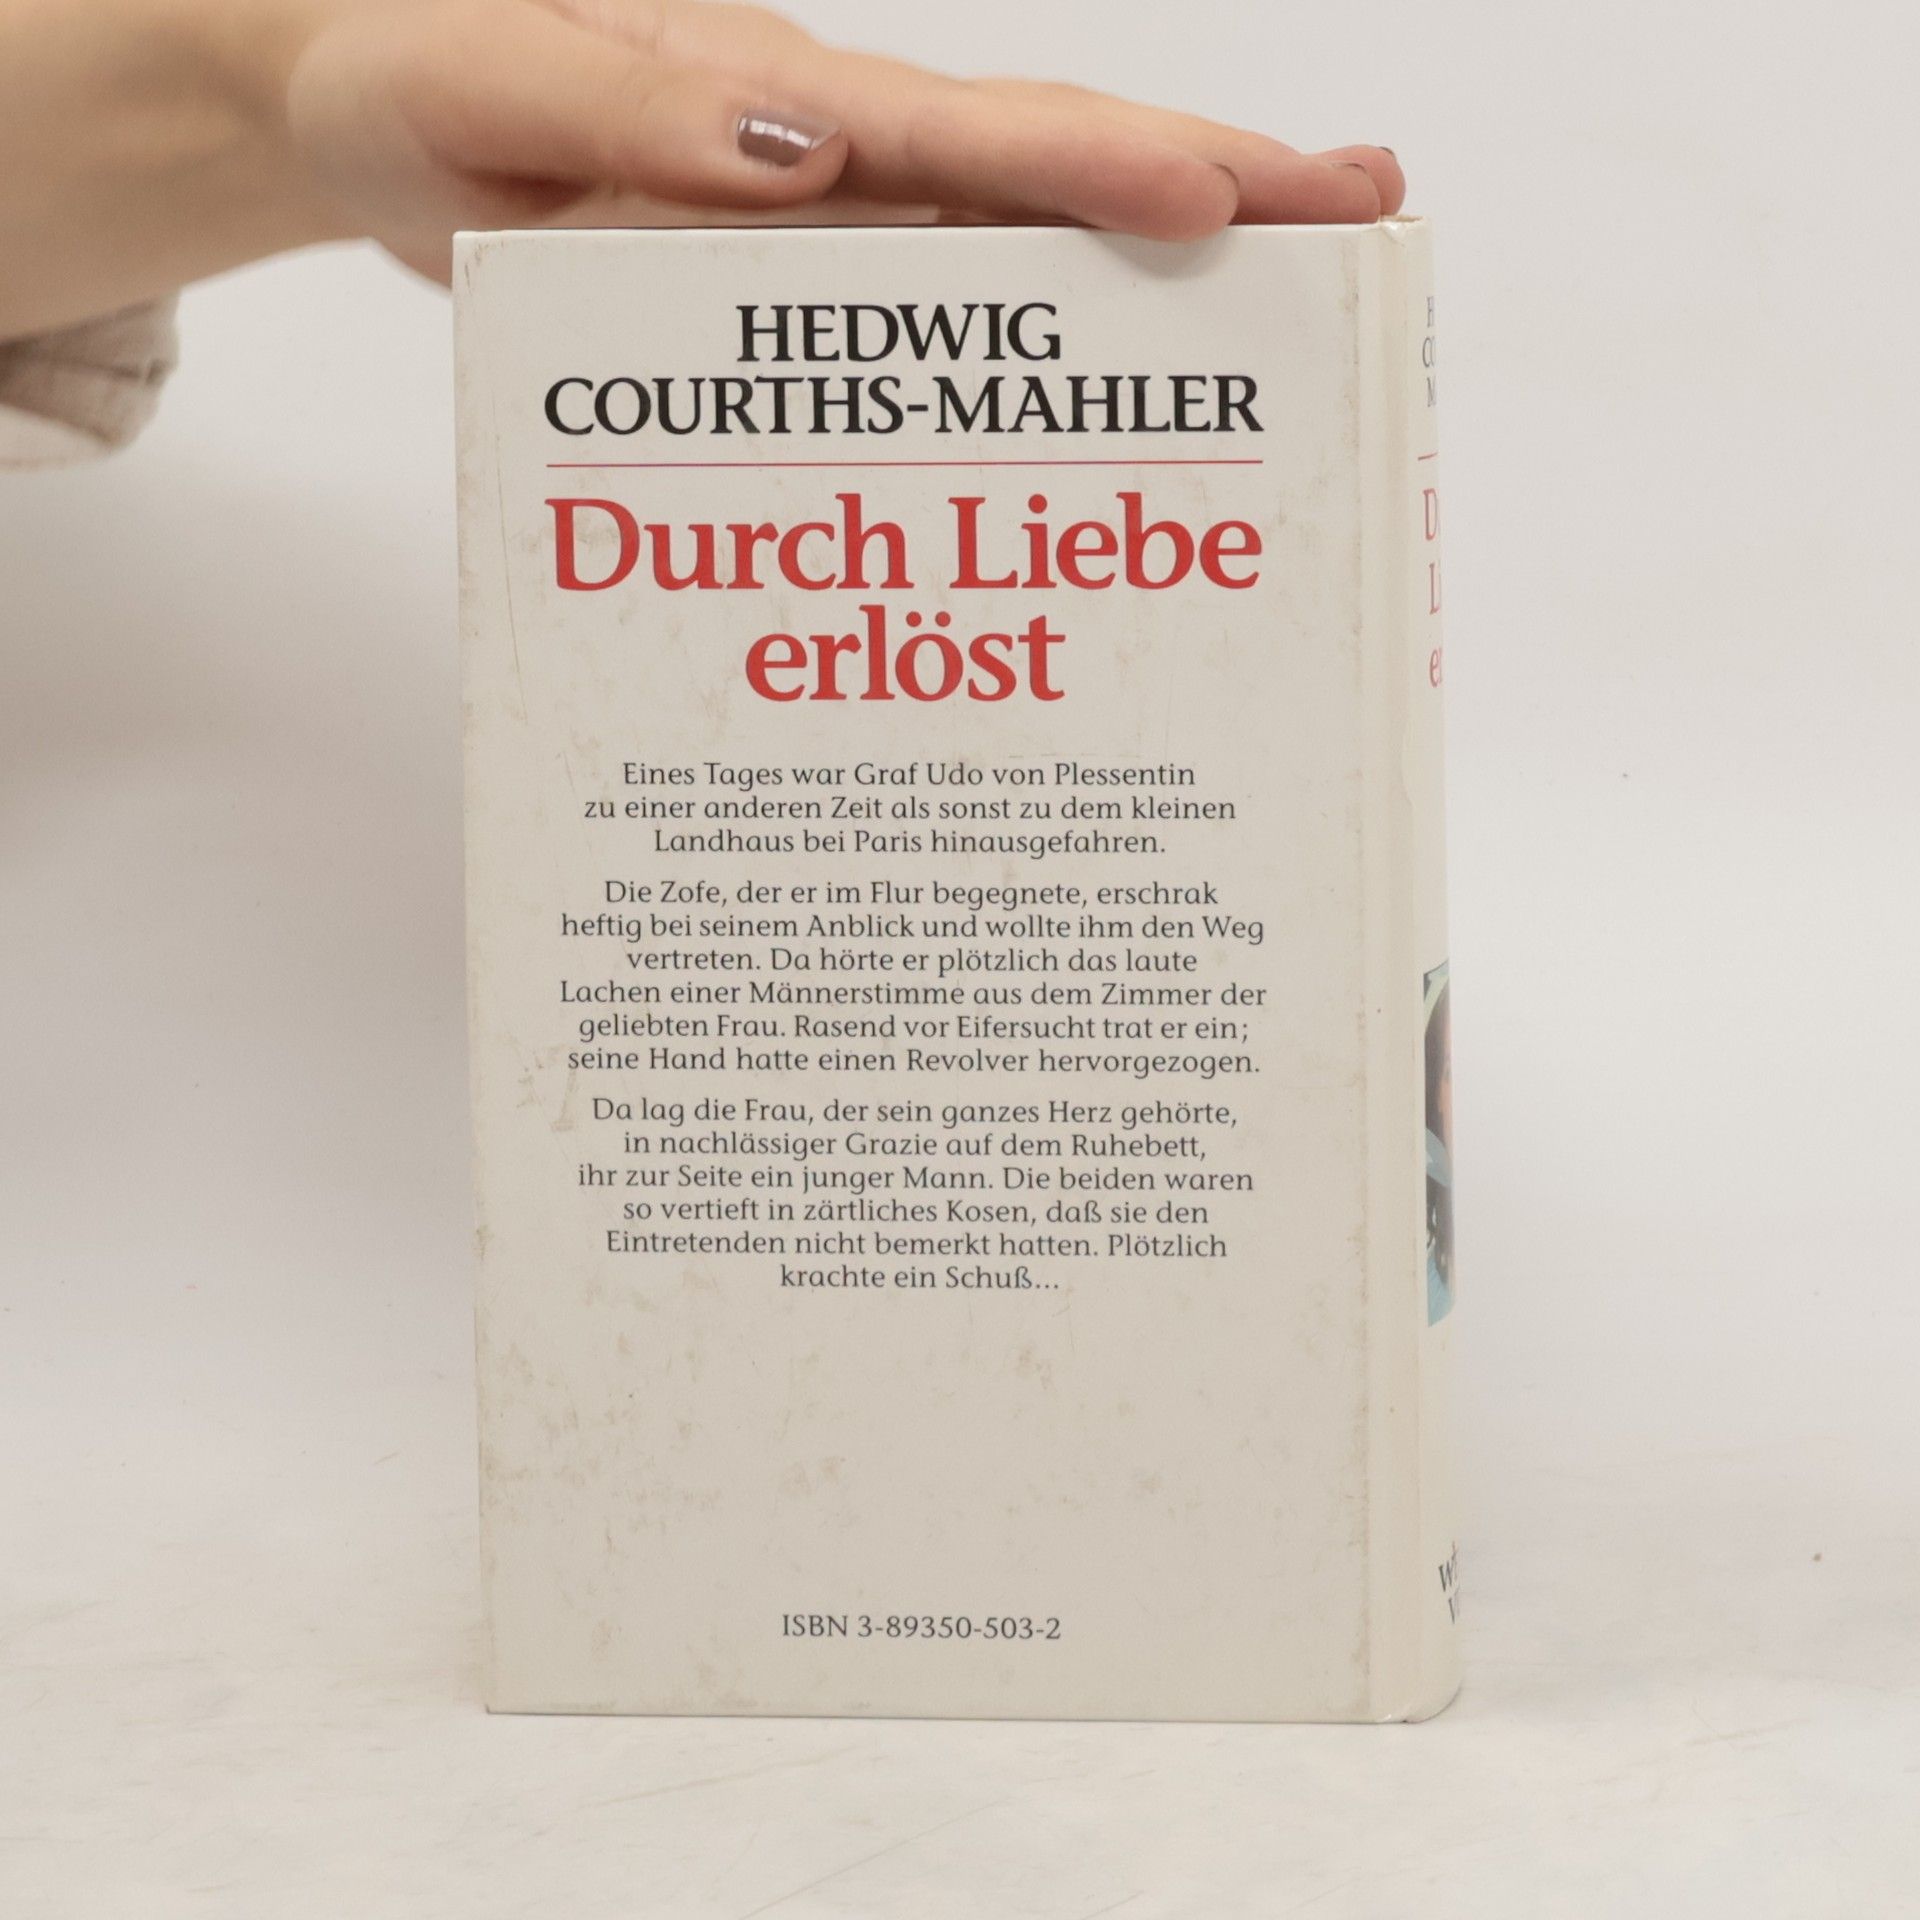 HEDWIG
COURTHS-MAHLER
Durch Liebe
erlöst
Eines Tages war Graf Udo von Plessentin
zu einer anderen Zeit als sonst zu dem kleinen
Landhaus bei Paris hinausgefahren.
Die Zofe, der er im Flur begegnete, erschrak
heftig bei seinem Anblick und wollte ihm den Weg
vertreten. Da hörte er plötzlich das laute
Lachen einer Männerstimme aus dem Zimmer der
geliebten Frau. Rasend vor Eifersucht trat er ein;
seine Hand hatte einen Revolver hervorgezogen.
Da lag die Frau, der sein ganzes Herz gehörte,
in nachlässiger Grazie auf dem Ruhebett,
ihr zur Seite ein junger Mann. Die beiden waren
so vertieft in zärtliches Kosen, daß sie den
Eintretenden nicht bemerkt hatten. Plötzlich
krachte ein Schuß...
ISBN 3-89350-503-2